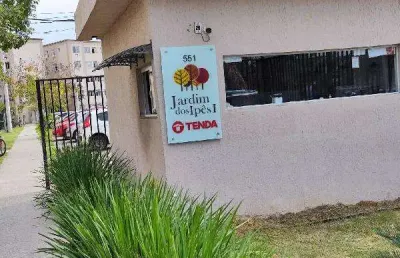 551
Jardim
dos Ipês I
TENDA